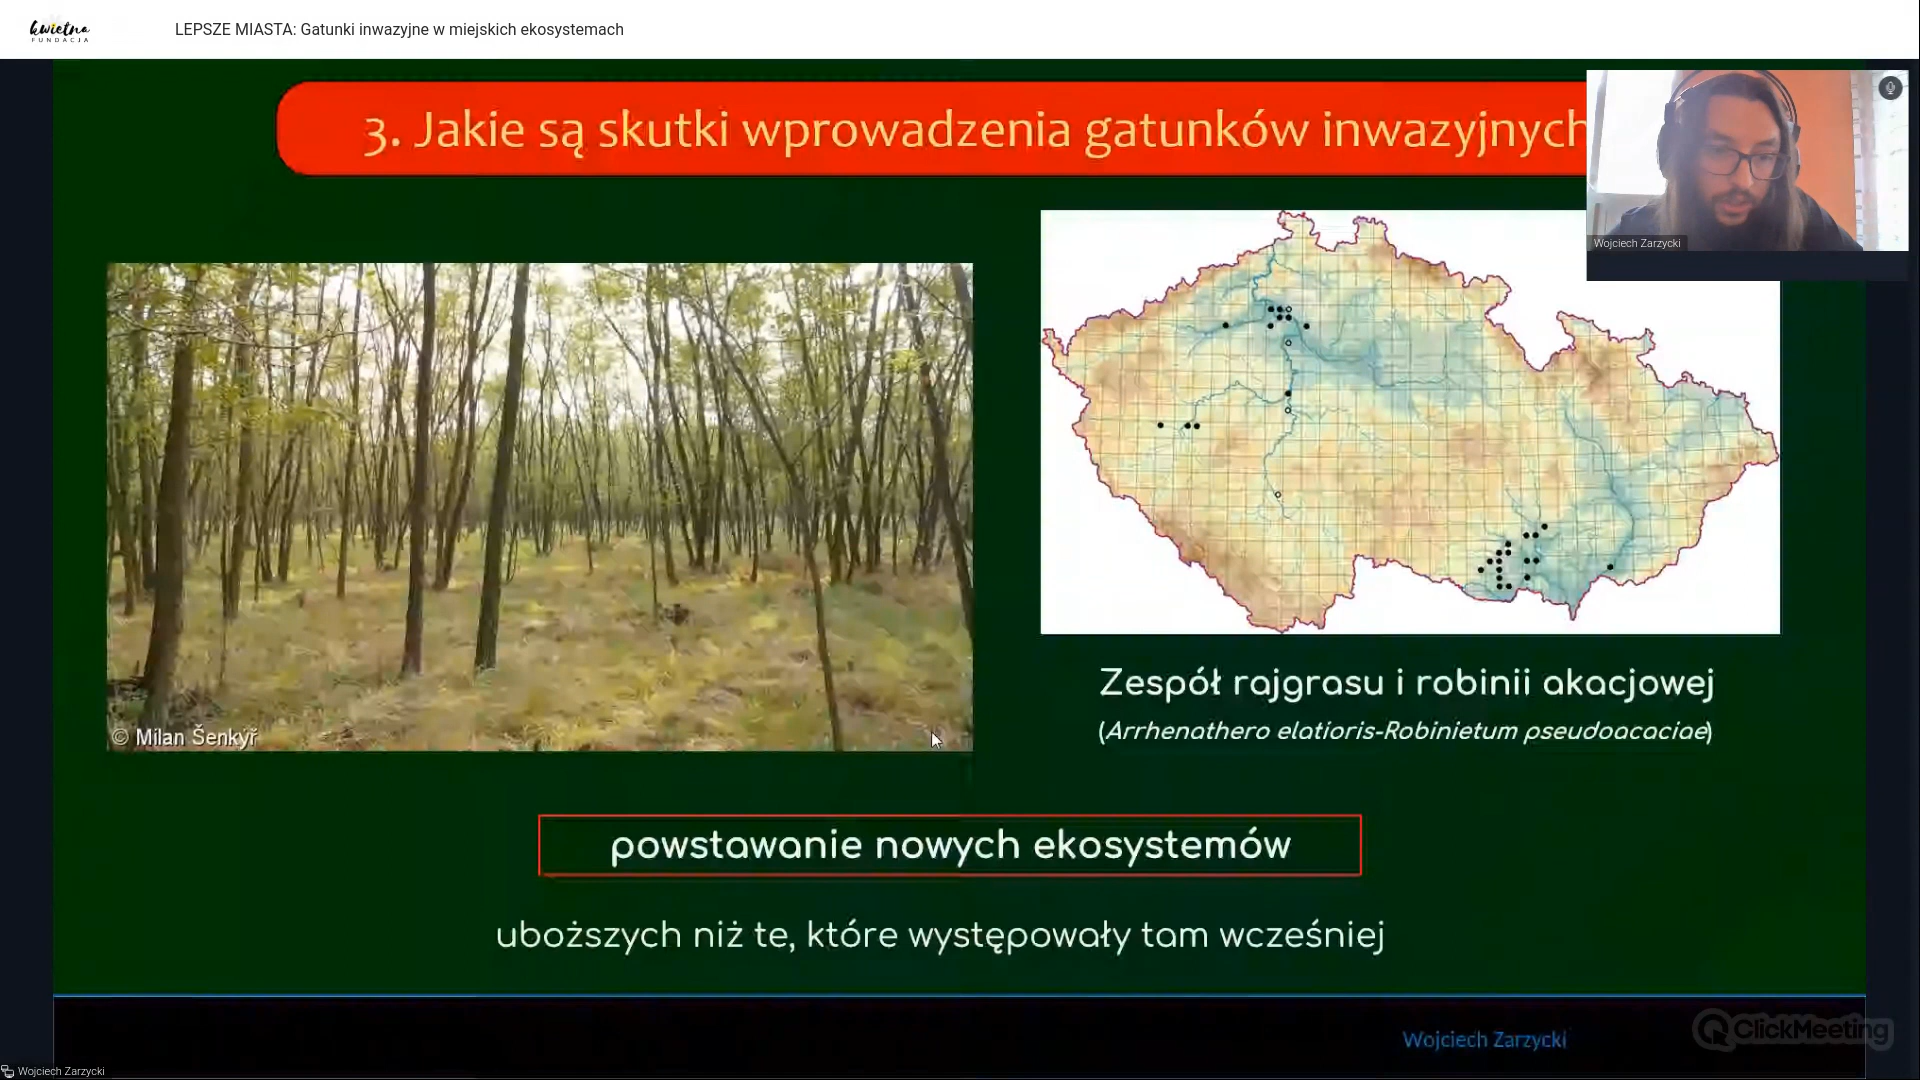 kwietna
FUNDACJA
LEPSZE MIASTA: Gatunki inwazyjne w miejskich ekosystemach
3. Jakie są skutki wprowadzenia gatunków inwazyjnych
Wojciech Zarzycki
© Milan Šenkyř
Zespół rajgrasu i robinii akacjowej
(Arrhenathero elatioris-Robinietum pseudoacaciae)
powstawanie nowych ekosystemów
uboższych niż te, które występowały tam wcześniej
Wojciech Zarzycki
ClickMeeting
Wojciech Zarzycki